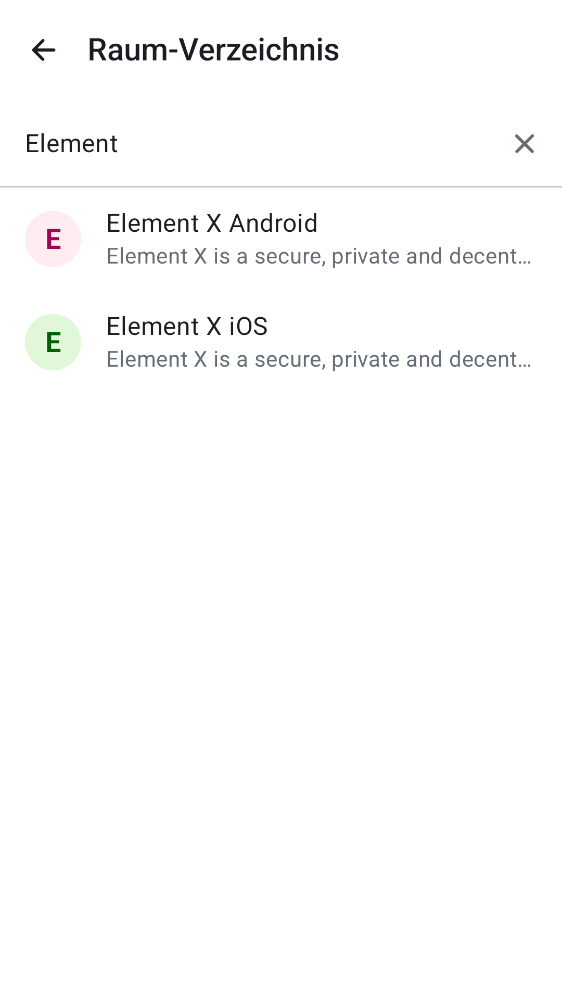 Raum-Verzeichnis
Element
E
Element X Android
Element X is a secure, private and decent…
E
Element X iOS
Element X is a secure, private and decent…